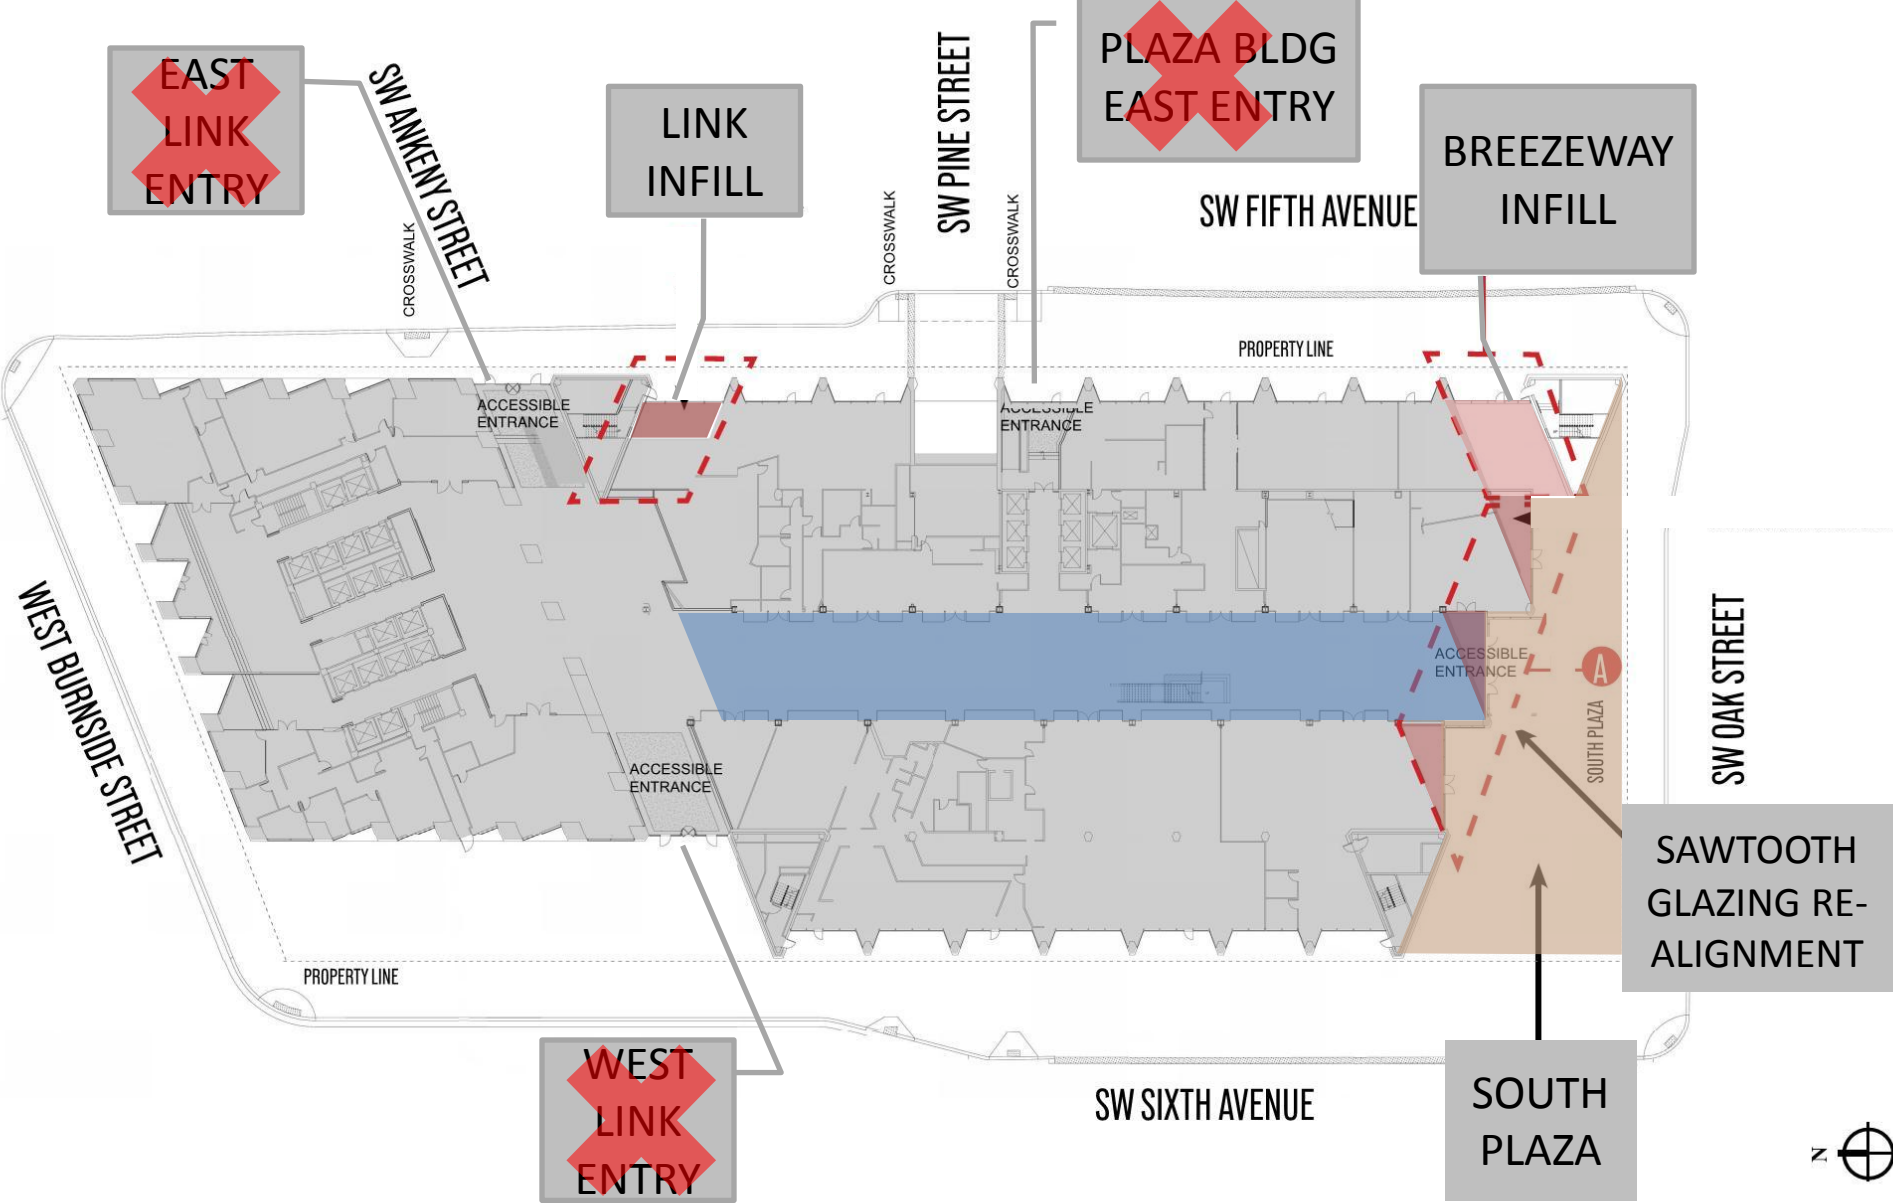 EAST
LINK
ENTRY
SW ANKENY STREET
CROSSWALK
LINK
INFILL
CROSSWALK
SW PINE STREET
CROSSWALK
PLAZA BLDG
EAST ENTRY
SW FIFTH AVENUE
BREEZEWAY
INFILL
PROPERTY LINE
ACCESSIBLE
ENTRANCE
ACCESSIBLE
ENTRANCE
WEST BURNSIDE STREET
ACCESSIBLE
ENTRANCE
A
SOUTH PLAZA
SW OAK STREET
ACCESSIBLE
ENTRANCE
SAWTOOTH
GLAZING RE-
ALIGNMENT
PROPERTY LINE
WEST
LINK
ENTRY
SW SIXTH AVENUE
SOUTH
PLAZA
N